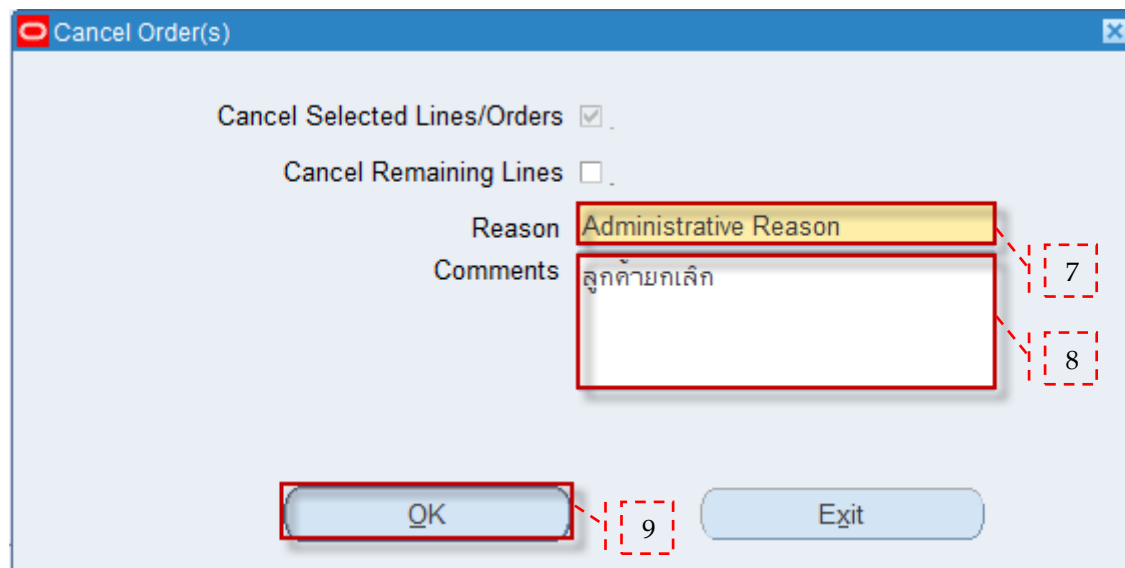 Cancel Order(s)
Cancel Selected Lines/Orders
Cancel Remaining Lines
Reason Administrative Reason
7
Comments ลูกค้ายกเลิก
8
OK
9
Exit